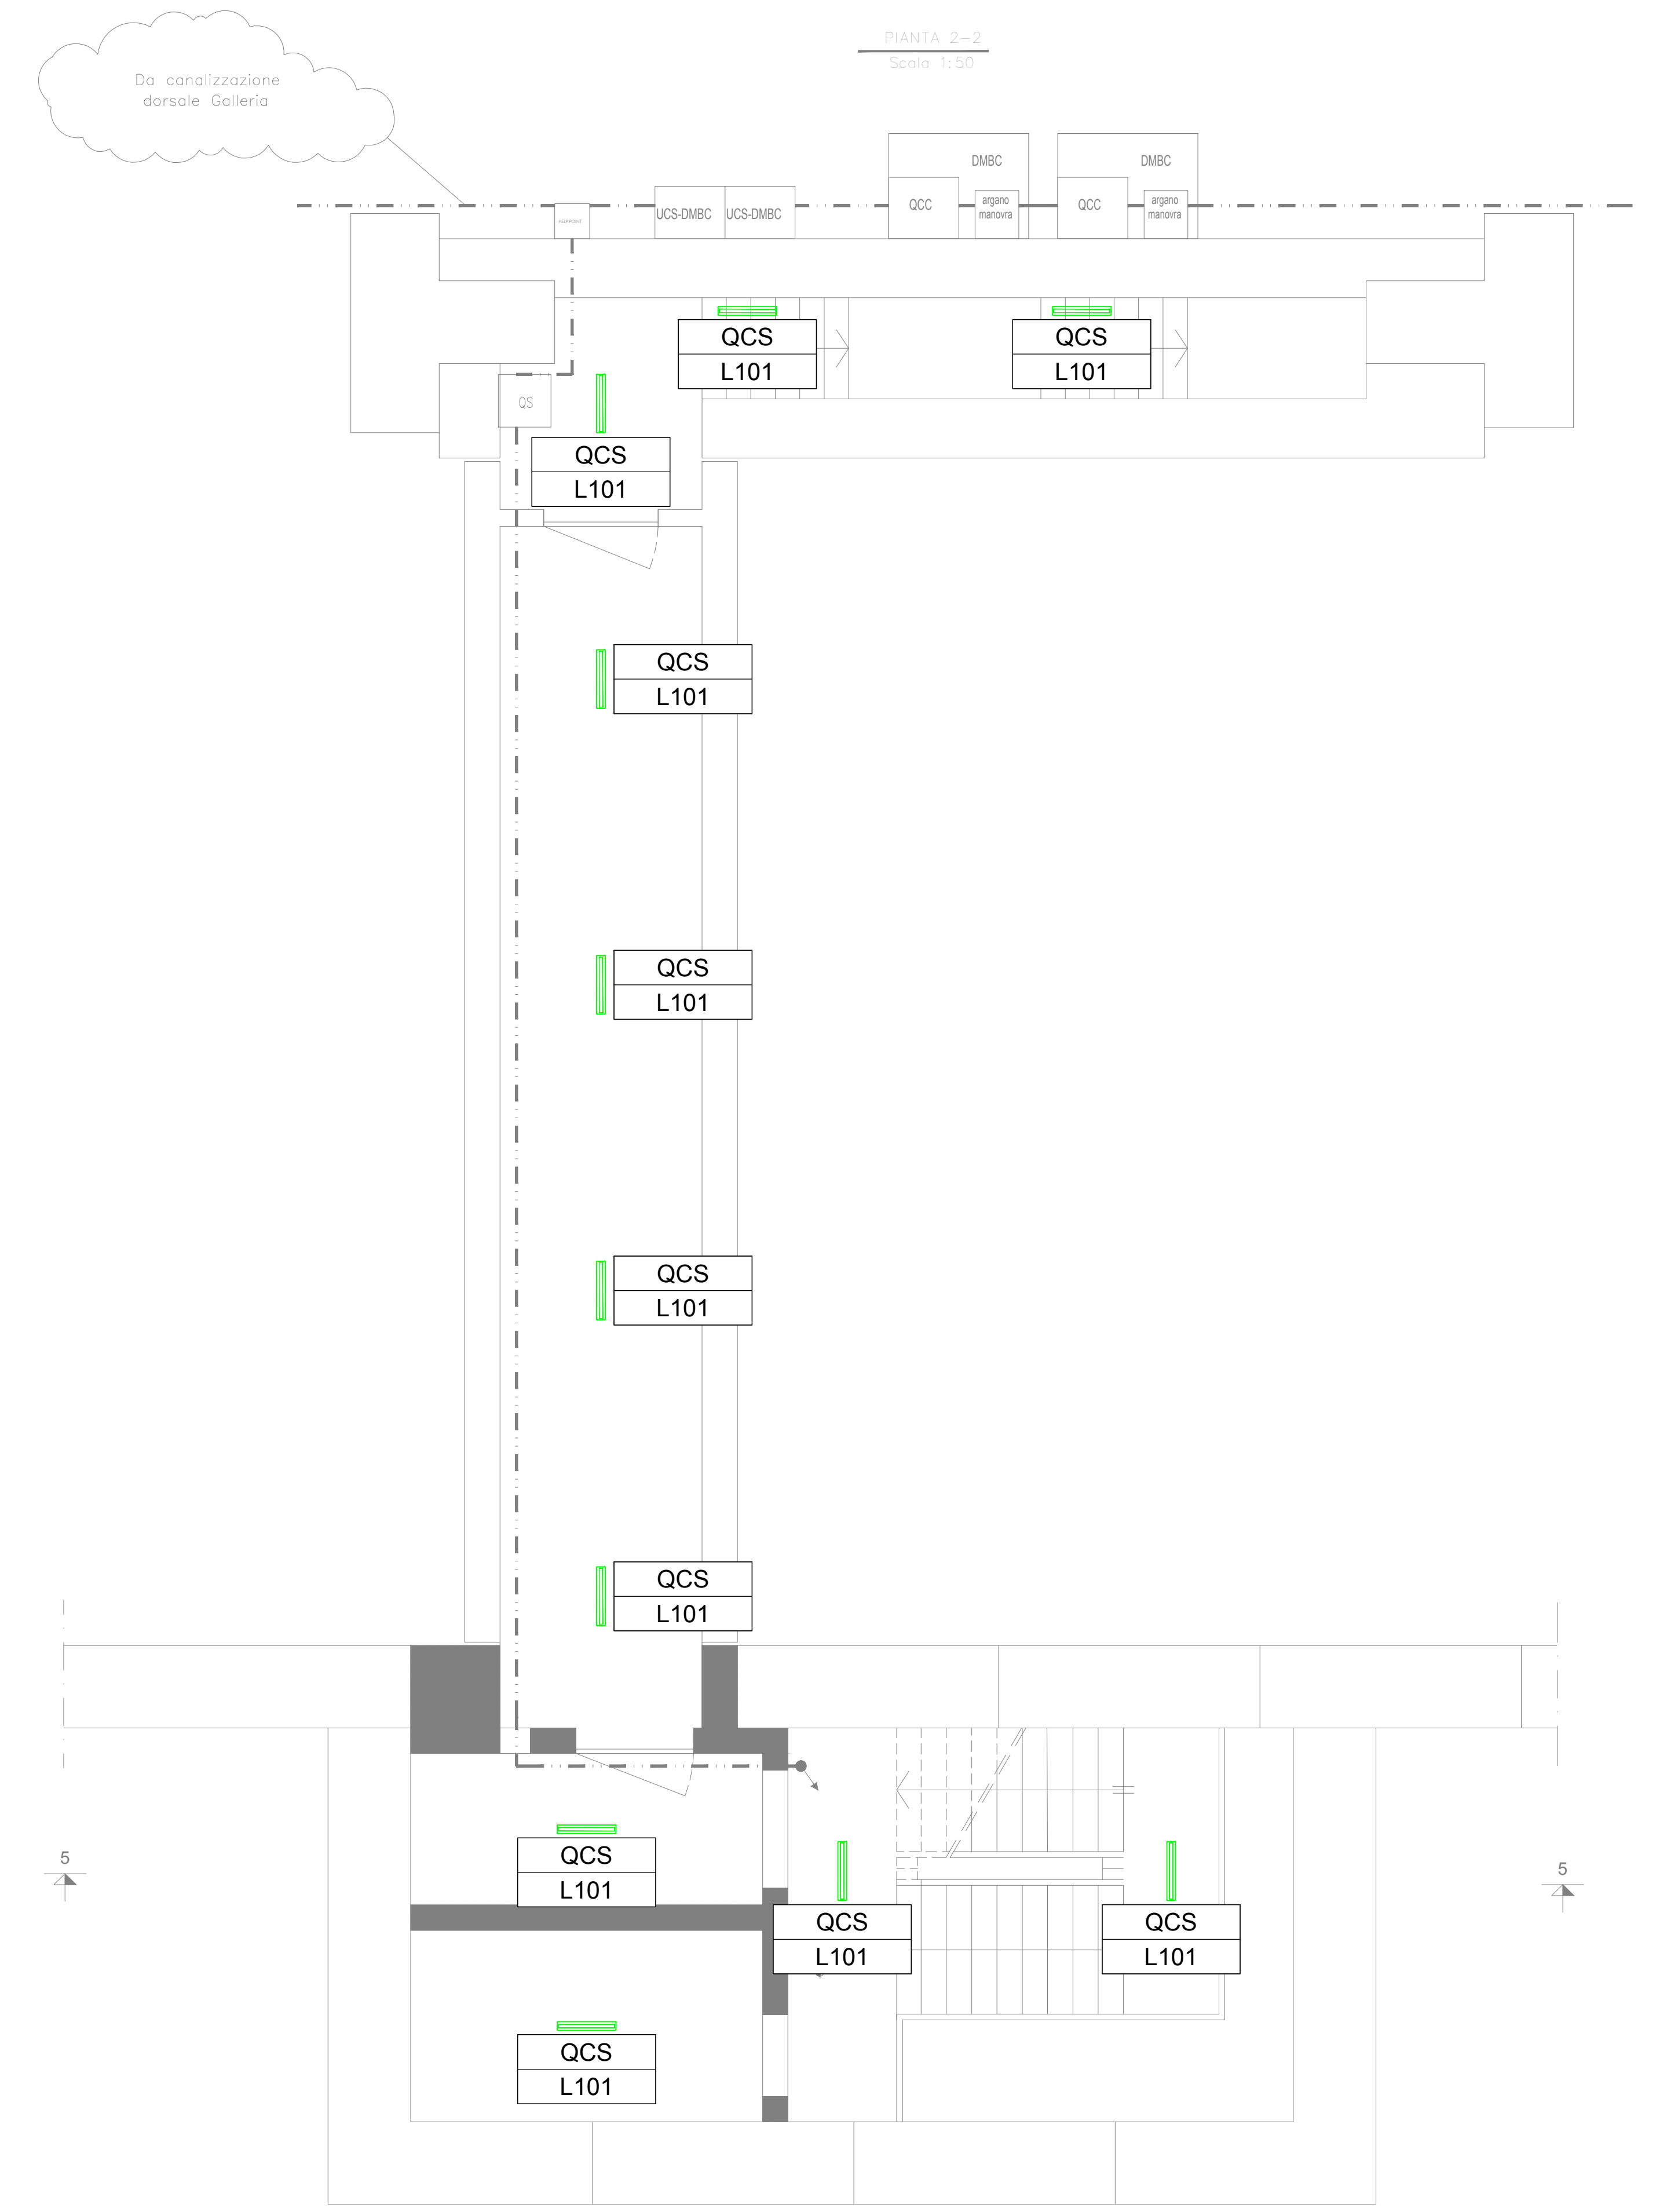 PIANTA 2-2
Scala 1:50
Da canalizzazione
dorsale Galleria
DMBC
DMBC
HELP POINT
UCS-DMBC
UCS-DMBC
QCC
argano
manovra
QCC
argano
manovra
QCS
L101
QCS
L101
QS
QCS
L101
QCS
L101
QCS
L101
QCS
L101
QCS
L101
QCS
L101
5
5
QCS
L101
QCS
L101
QCS
L101